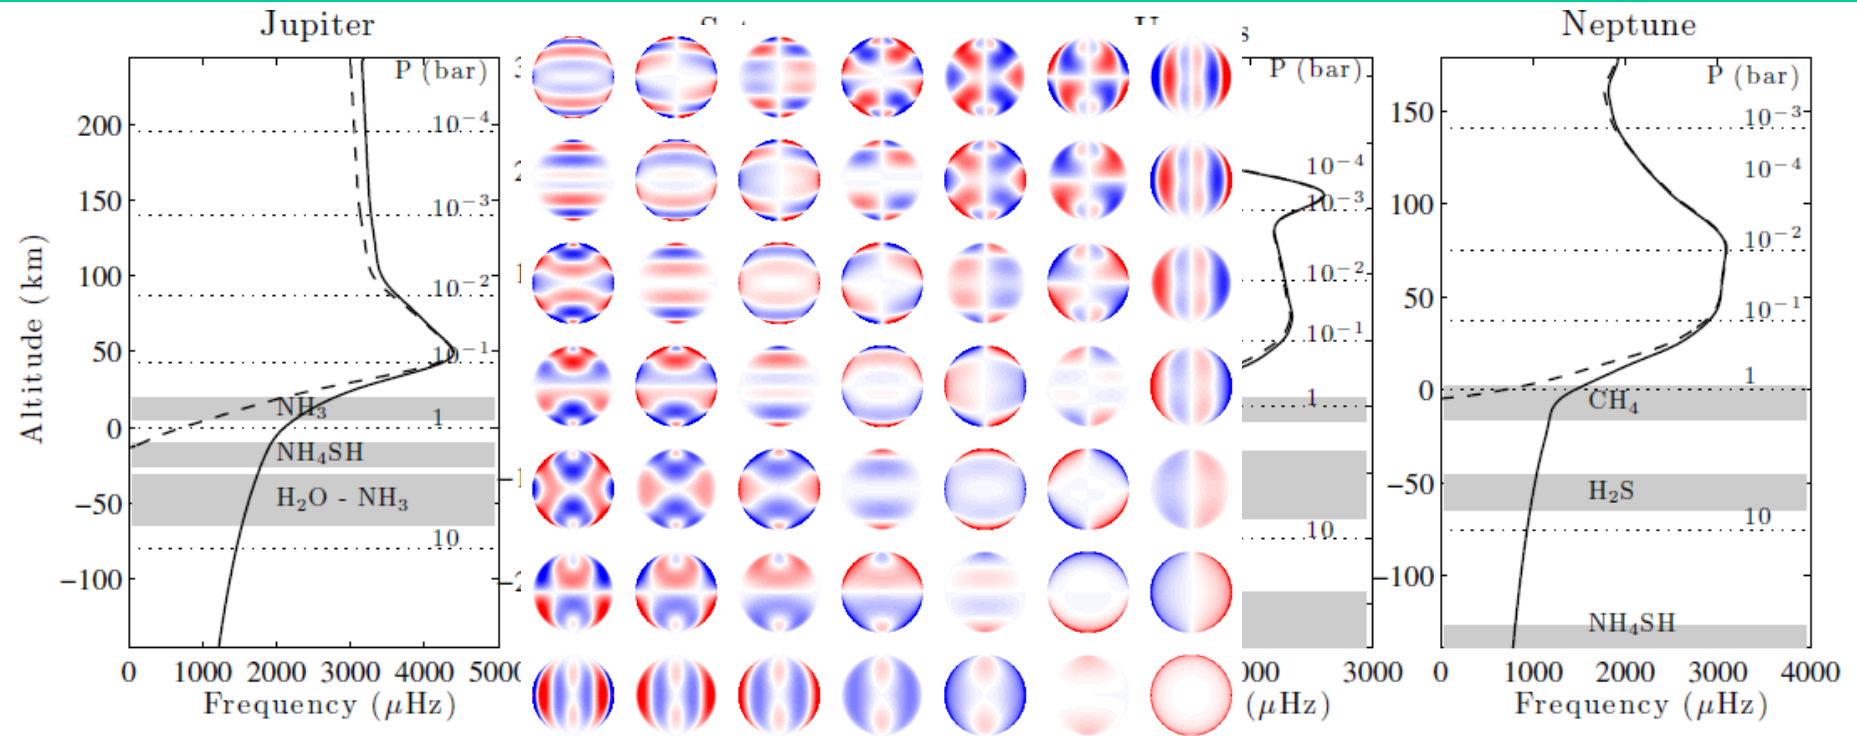 Jupiter
Neptune
P (bar)
P (bar)
P (bar)
Altitude (km)
200
150
100
50
0
−50
−100
10−4
10−3
10−2
10−1
1
10
NH3
NH4SH
H2O - NH3
0 1000 2000 3000 4000 500
Frequency (μHz)
10−4
10−3
10−2
10−1
1
10
3000
(μHz)
150
100
50
0
−50
−100
10−3
10−4
10−2
10−1
1
10
CH4
H2S
NH4SH
0 1000 2000 3000 4000
Frequency (μHz)